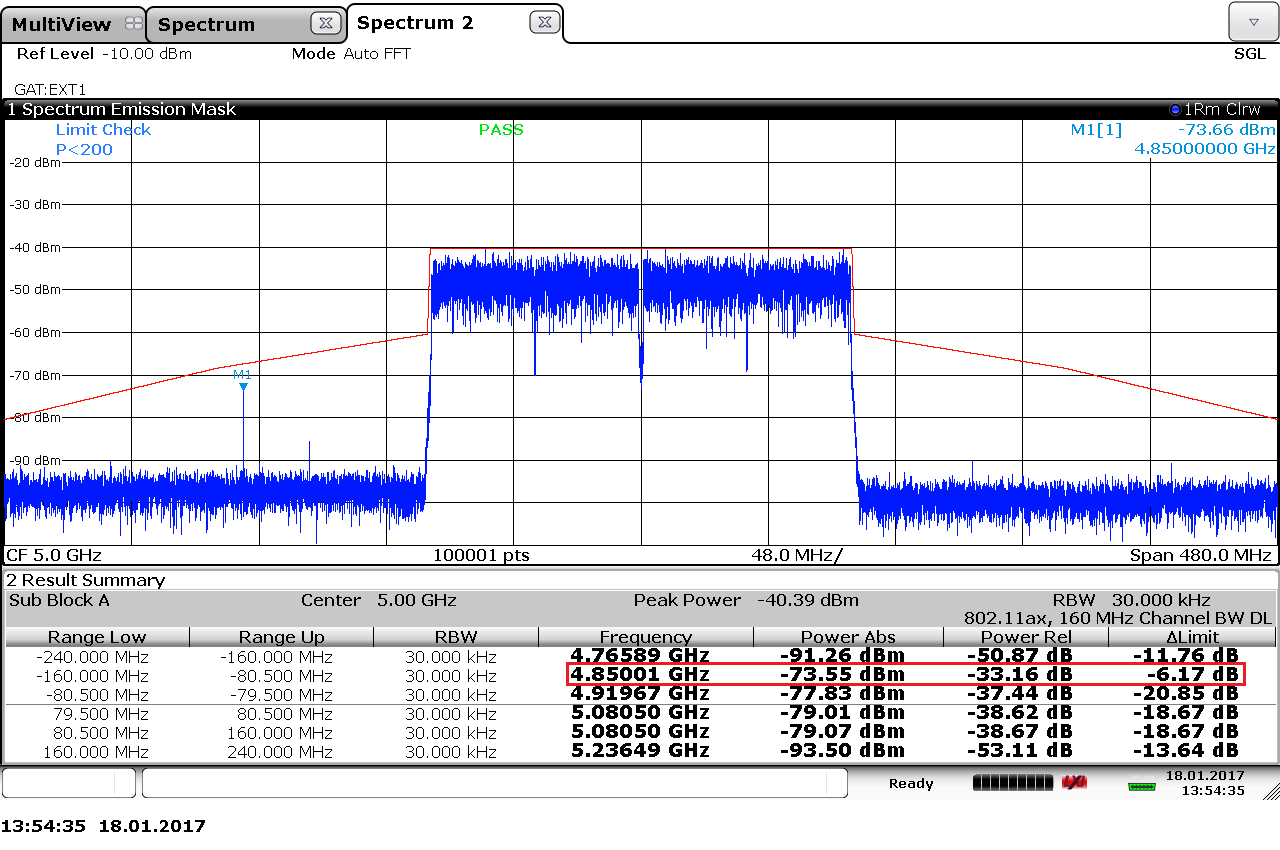 MultiView Spectrum Spectrum 2
Ref Level -10.00 dBm Mode Auto FFT SGL
GAT:EXT1
1 Spectrum Emission Mask 1Rm Clrw
Limit Check PASS M1[1] -73.66 dBm
P<200 4.85000000 GHz
-20 dBm
-30 dBm
-40 dBm
-50 dBm
-60 dBm
-70 dBm
M1
-80 dBm
-90 dBm
CF 5.0 GHz 100001 pts 48.0 MHz/ Span 480.0 MHz
2 Result Summary
Sub Block A Center 5.00 GHz Peak Power -40.39 dBm RBW 30.000 kHz
802.11ax, 160 MHz Channel BW DL
Range Low Range Up RBW Frequency Power Abs Power Rel ΔLimit
-240.000 MHz -160.000 MHz 30.000 kHz 4.76589 GHz -91.26 dBm -50.87 dB -11.76 dB
-160.000 MHz -80.500 MHz 30.000 kHz 4.85001 GHz -73.55 dBm -33.16 dB -6.17 dB
-80.500 MHz -79.500 MHz 30.000 kHz 4.91967 GHz -77.83 dBm -37.44 dB -20.85 dB
79.500 MHz 80.500 MHz 30.000 kHz 5.08050 GHz -79.01 dBm -38.62 dB -18.67 dB
80.500 MHz 160.000 MHz 30.000 kHz 5.08050 GHz -79.07 dBm -38.67 dB -18.67 dB
160.000 MHz 240.000 MHz 30.000 kHz 5.23649 GHz -93.50 dBm -53.11 dB -13.64 dB
Ready 18.01.2017
13:54:35
13:54:35 18.01.2017